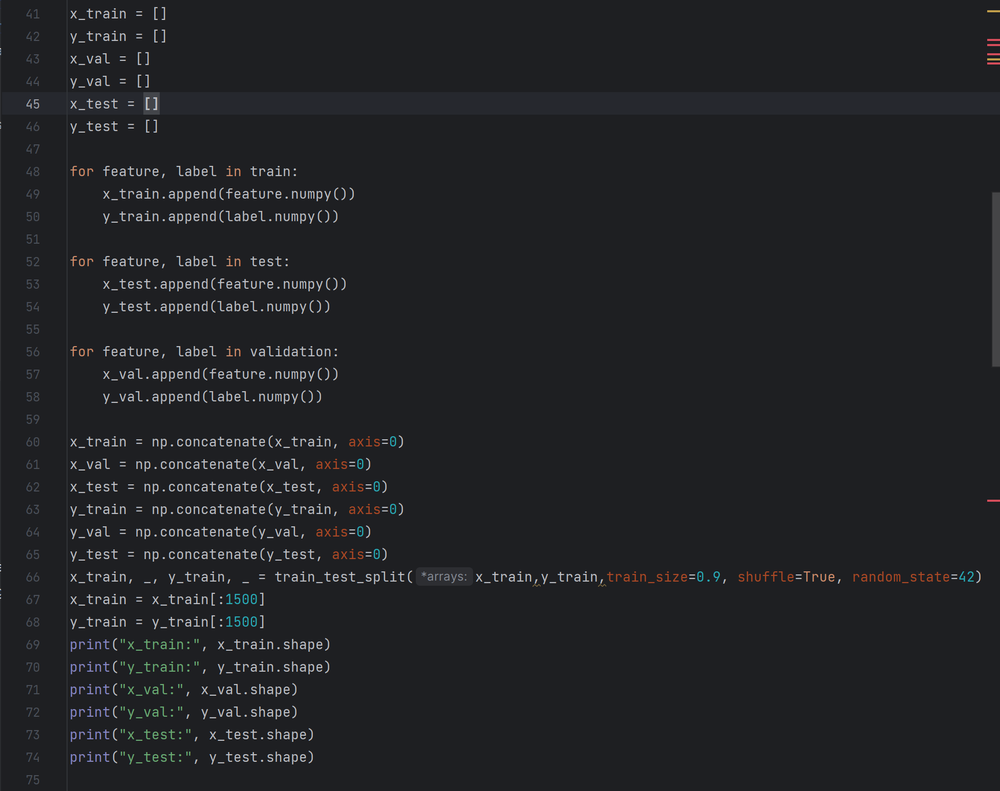 41 x_train = []
42 y_train = []
43 x_val = []
44 y_val = []
45 x_test = []
46 y_test = []
47
48 for feature, label in train:
49     x_train.append(feature.numpy())
50     y_train.append(label.numpy())
51
52 for feature, label in test:
53     x_test.append(feature.numpy())
54     y_test.append(label.numpy())
55
56 for feature, label in validation:
57     x_val.append(feature.numpy())
58     y_val.append(label.numpy())
59
60 x_train = np.concatenate(x_train, axis=0)
61 x_val = np.concatenate(x_val, axis=0)
62 x_test = np.concatenate(x_test, axis=0)
63 y_train = np.concatenate(y_train, axis=0)
64 y_val = np.concatenate(y_val, axis=0)
65 y_test = np.concatenate(y_test, axis=0)
66 x_train, _, y_train, _ = train_test_split( *arrays: x_train,y_train,train_size=0.9, shuffle=True, random_state=42)
67 x_train = x_train[:1500]
68 y_train = y_train[:1500]
69 print("x_train:", x_train.shape)
70 print("y_train:", y_train.shape)
71 print("x_val:", x_val.shape)
72 print("y_val:", y_val.shape)
73 print("x_test:", x_test.shape)
74 print("y_test:", y_test.shape)
75